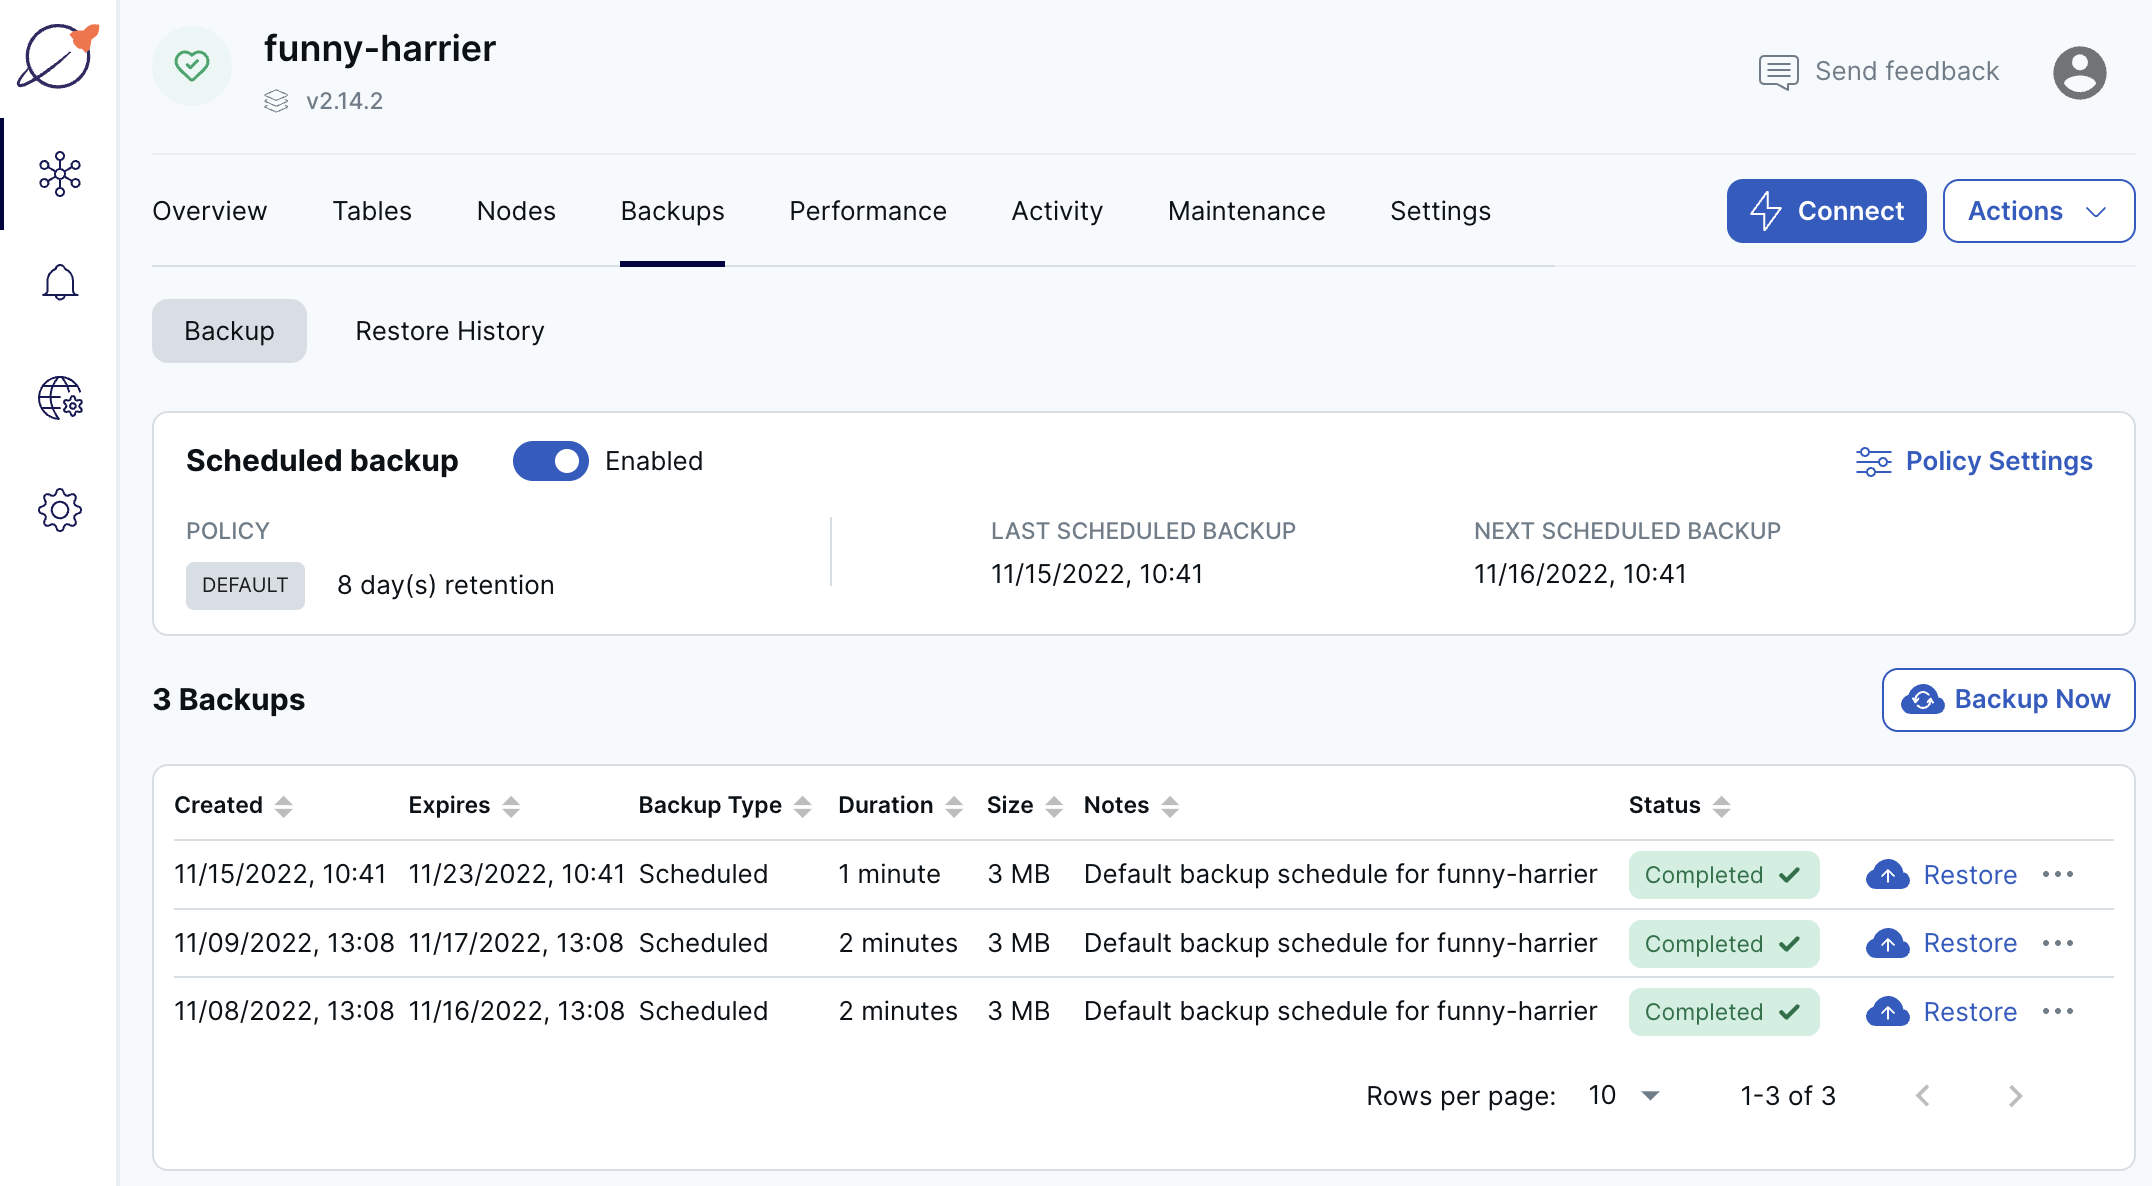 funny-harrier
v2.14.2
Send feedback
Overview Tables Nodes Backups Performance Activity Maintenance Settings Connect Actions
Backup Restore History
Scheduled backup Enabled Policy Settings
POLICY LAST SCHEDULED BACKUP NEXT SCHEDULED BACKUP
DEFAULT 8 day(s) retention 11/15/2022, 10:41 11/16/2022, 10:41
3 Backups Backup Now
Created Expires Backup Type Duration Size Notes Status
11/15/2022, 10:41 11/23/2022, 10:41 Scheduled 1 minute 3 MB Default backup schedule for funny-harrier Completed Restore
11/09/2022, 13:08 11/17/2022, 13:08 Scheduled 2 minutes 3 MB Default backup schedule for funny-harrier Completed Restore
11/08/2022, 13:08 11/16/2022, 13:08 Scheduled 2 minutes 3 MB Default backup schedule for funny-harrier Completed Restore
Rows per page: 10 1-3 of 3